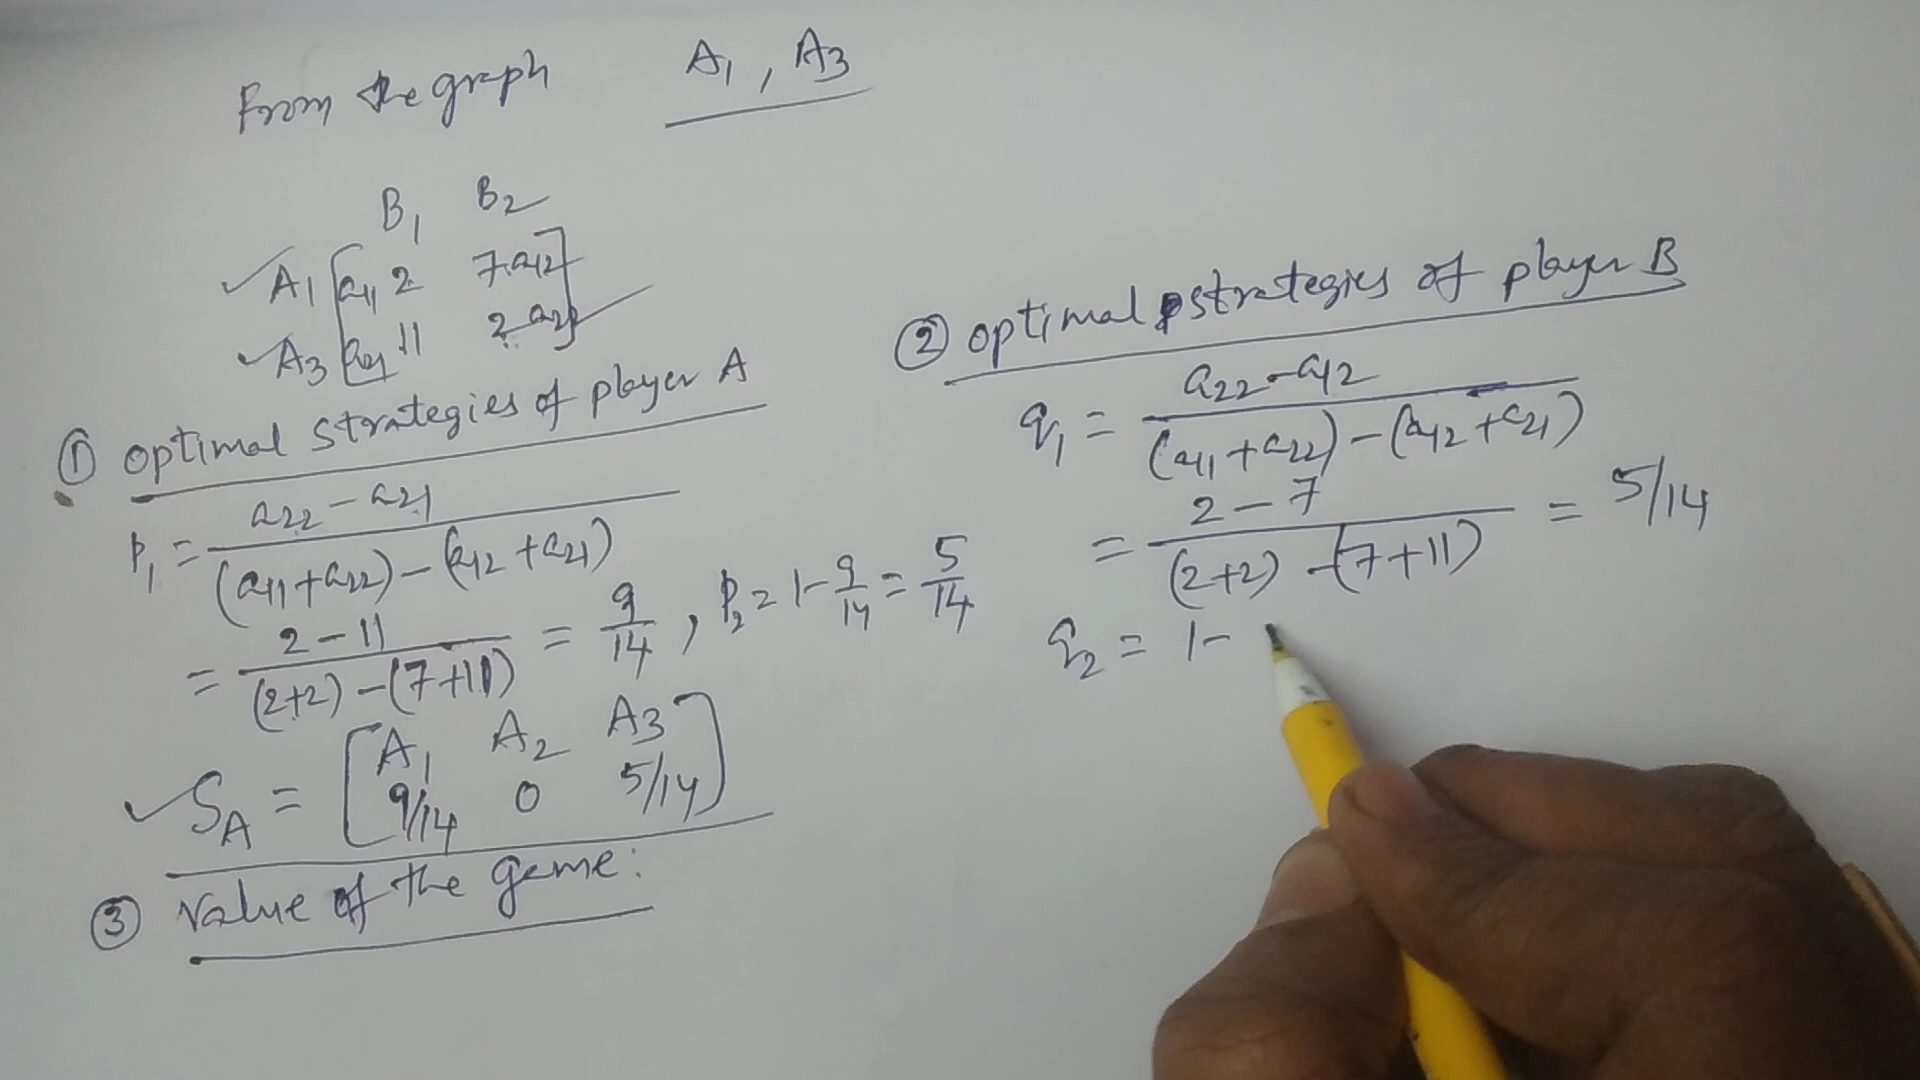 From the graph A1, A3
B1 B2
A1 [a11 2 7 a12]
A3 [a21 11 2 a22]
① optimal strategies of player A
P1 = a22 - a21 / (a11 + a22) - (a12 + a21)
= 2 - 11 / (2+2) - (7+11) = 9/14, P2 = 1 - 9/14 = 5/14
SA = [A1 A2 A3
9/14 0 5/14]
③ Value of the game:
② optimal strategies of player B
q1 = a22 - a12 / (a11 + a22) - (a12 + a21)
= 2 - 7 / (2+2) - (7+11) = 5/14
q2 = 1 -